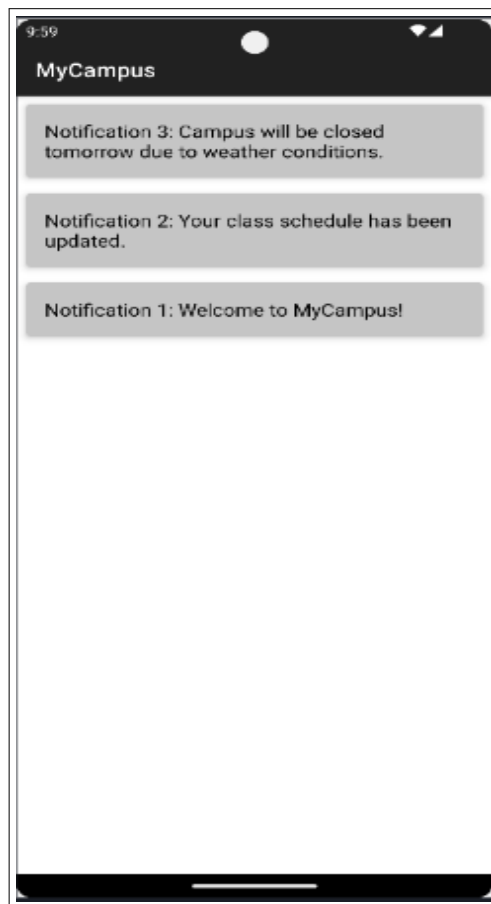 9:59
MyCampus
Notification 3: Campus will be closed
tomorrow due to weather conditions.
Notification 2: Your class schedule has been
updated.
Notification 1: Welcome to MyCampus!